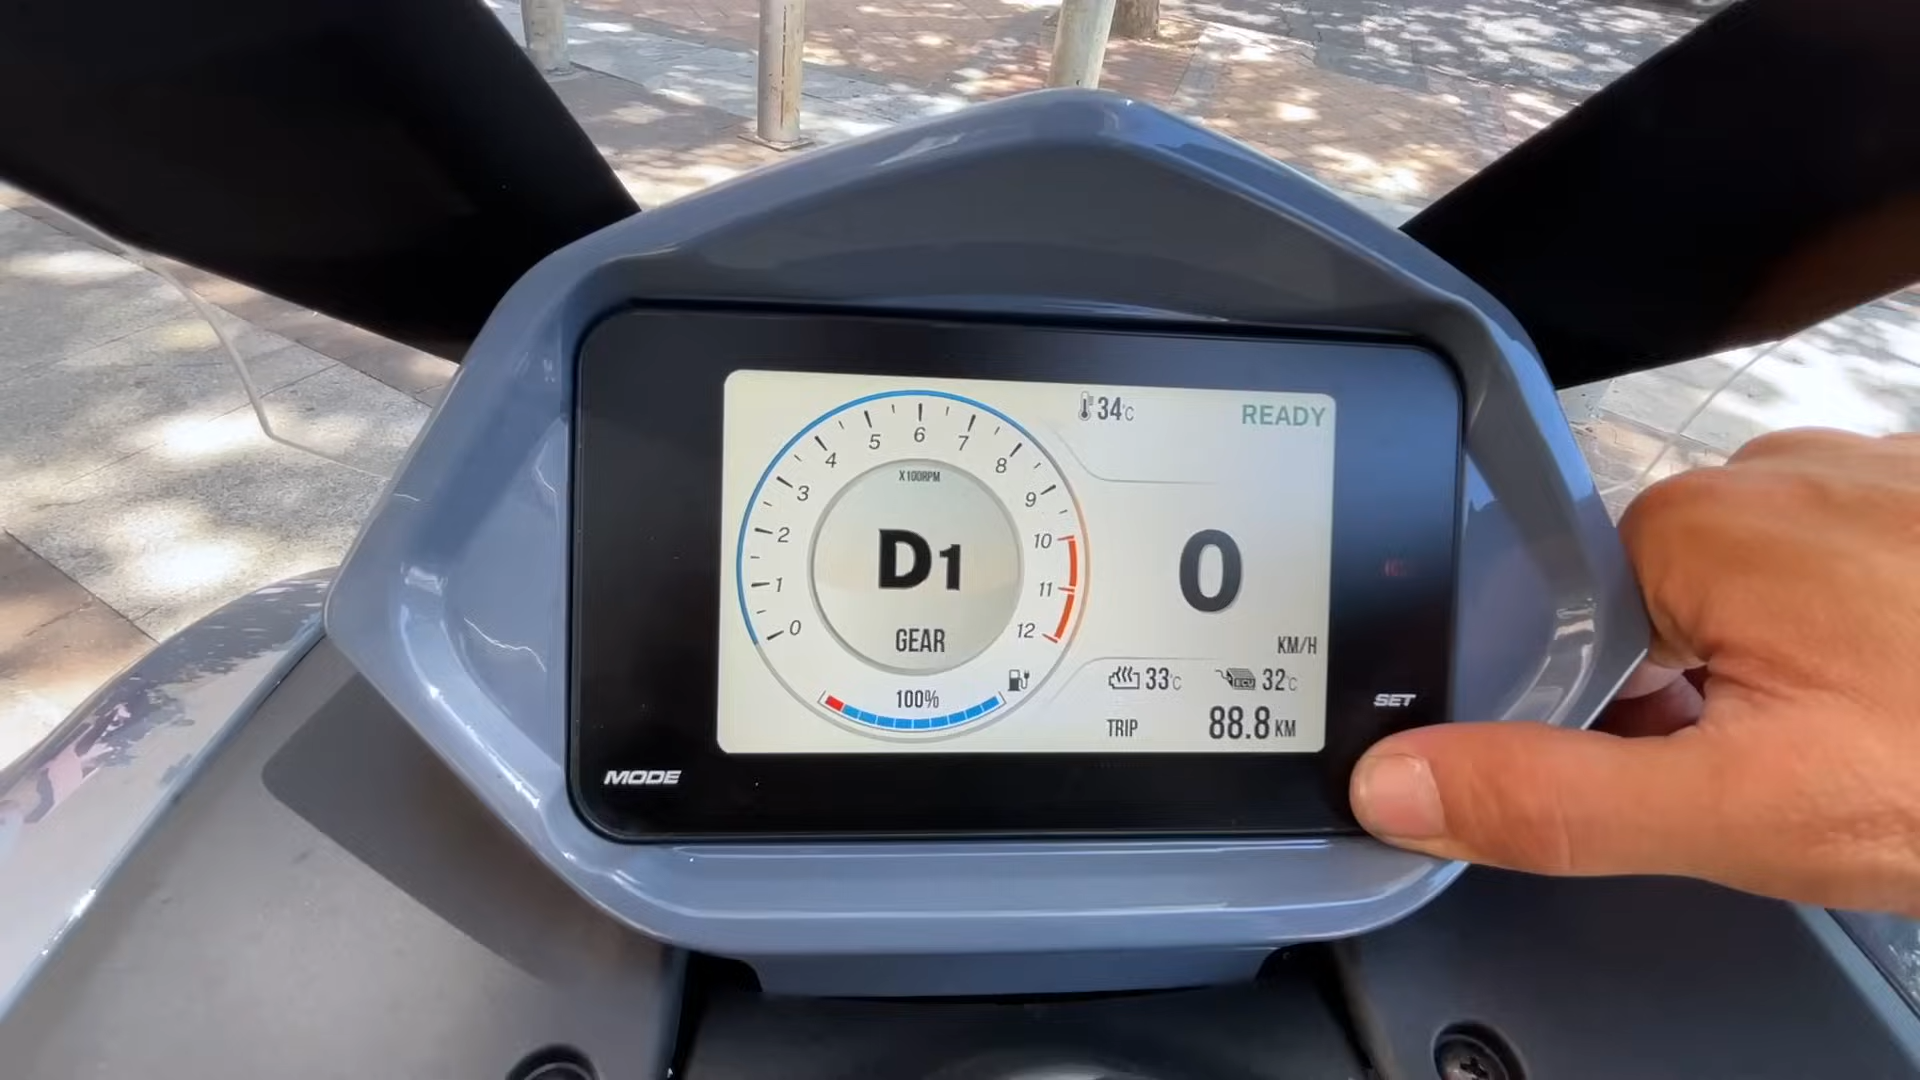 34°C
READY
0 1 2 3 4 5 6 7 8 9 10 11 12
X100RPM
D1
GEAR
100%
0
KM/H
33°C
ECU 32°C
TRIP 88.8 KM
SET
MODE